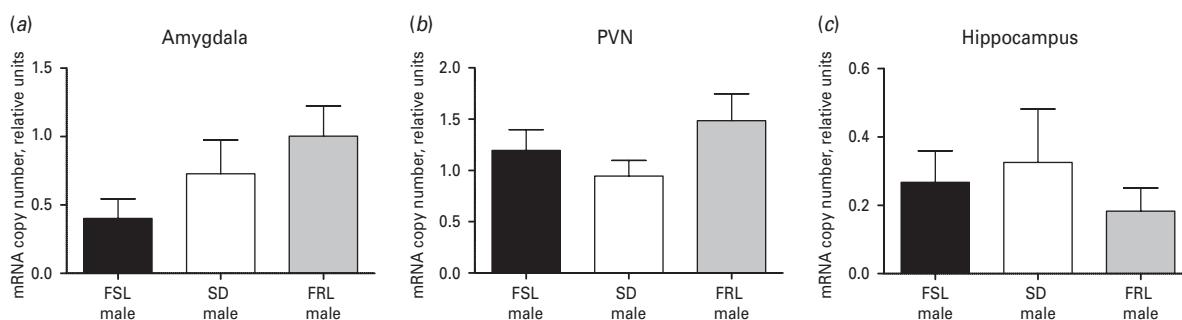 (a)
Amygdala
mRNA copy number, relative units
1.5
1.0
0.5
0.0
FSL
male
SD
male
FRL
male
(b)
PVN
mRNA copy number, relative units
2.0
1.5
1.0
0.5
0.0
FSL
male
SD
male
FRL
male
(c)
Hippocampus
mRNA copy number, relative units
0.6
0.4
0.2
0.0
FSL
male
SD
male
FRL
male